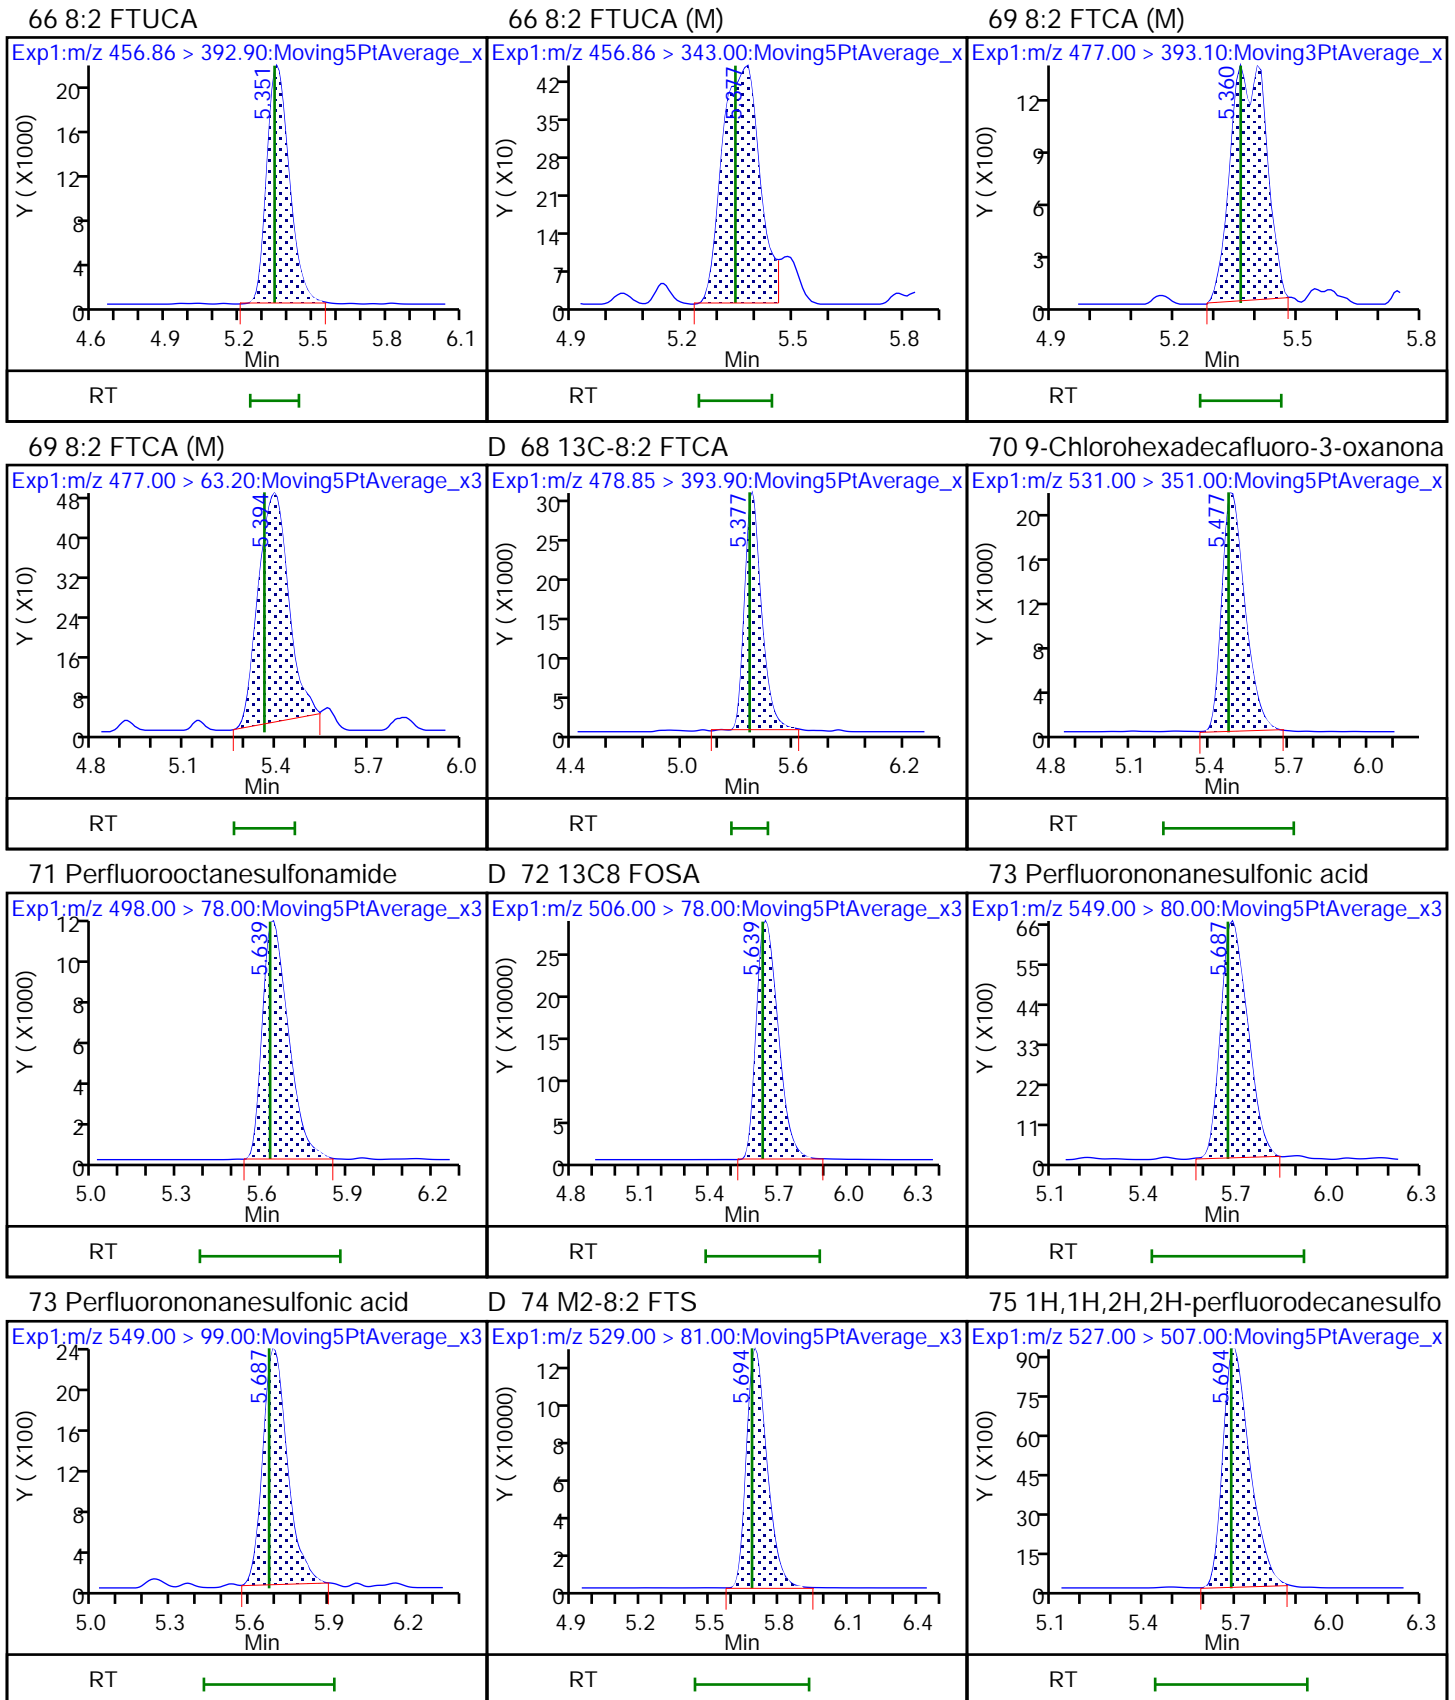 66 8:2 FTUCA
Exp1:m/z 456.86 > 392.90:Moving5PtAverage_x
Y ( X1000)
20
16
12
8
4
0
5.351
4.6 4.9 5.2 5.5 5.8 6.1
Min
RT
66 8:2 FTUCA (M)
Exp1:m/z 456.86 > 343.00:Moving5PtAverage_x
Y ( X10)
42
35
28
21
14
7
0
5.377
4.9 5.2 5.5 5.8
Min
RT
69 8:2 FTCA (M)
Exp1:m/z 477.00 > 393.10:Moving3PtAverage_x
Y ( X100)
12
9
6
3
0
5.360
4.9 5.2 5.5 5.8
Min
RT
69 8:2 FTCA (M)
Exp1:m/z 477.00 > 63.20:Moving5PtAverage_x3
Y ( X10)
48
40
32
24
16
8
0
5.394
4.8 5.1 5.4 5.7 6.0
Min
RT
D 68 13C-8:2 FTCA
Exp1:m/z 478.85 > 393.90:Moving5PtAverage_x
Y ( X1000)
30
25
20
15
10
5
0
5.377
4.4 5.0 5.6 6.2
Min
RT
70 9-Chlorohexadecafluoro-3-oxanona
Exp1:m/z 531.00 > 351.00:Moving5PtAverage_x
Y ( X1000)
20
16
12
8
4
0
5.477
4.8 5.1 5.4 5.7 6.0
Min
RT
71 Perfluorooctanesulfonamide
Exp1:m/z 498.00 > 78.00:Moving5PtAverage_x3
Y ( X1000)
12
10
8
6
4
2
0
5.639
5.0 5.3 5.6 5.9 6.2
Min
RT
D 72 13C8 FOSA
Exp1:m/z 506.00 > 78.00:Moving5PtAverage_x3
Y ( X10000)
25
20
15
10
5
0
5.639
4.8 5.1 5.4 5.7 6.0 6.3
Min
RT
73 Perfluorononanesulfonic acid
Exp1:m/z 549.00 > 80.00:Moving5PtAverage_x3
Y ( X100)
66
55
44
33
22
11
0
5.687
5.1 5.4 5.7 6.0 6.3
Min
RT
73 Perfluorononanesulfonic acid
Exp1:m/z 549.00 > 99.00:Moving5PtAverage_x3
Y ( X100)
24
20
16
12
8
4
0
5.687
5.0 5.3 5.6 5.9 6.2
Min
RT
D 74 M2-8:2 FTS
Exp1:m/z 529.00 > 81.00:Moving5PtAverage_x3
Y ( X10000)
12
10
8
6
4
2
0
5.694
4.9 5.2 5.5 5.8 6.1 6.4
Min
RT
75 1H,1H,2H,2H-perfluorodecanesulfo
Exp1:m/z 527.00 > 507.00:Moving5PtAverage_x
Y ( X100)
90
75
60
45
30
15
0
5.694
5.1 5.4 5.7 6.0 6.3
Min
RT